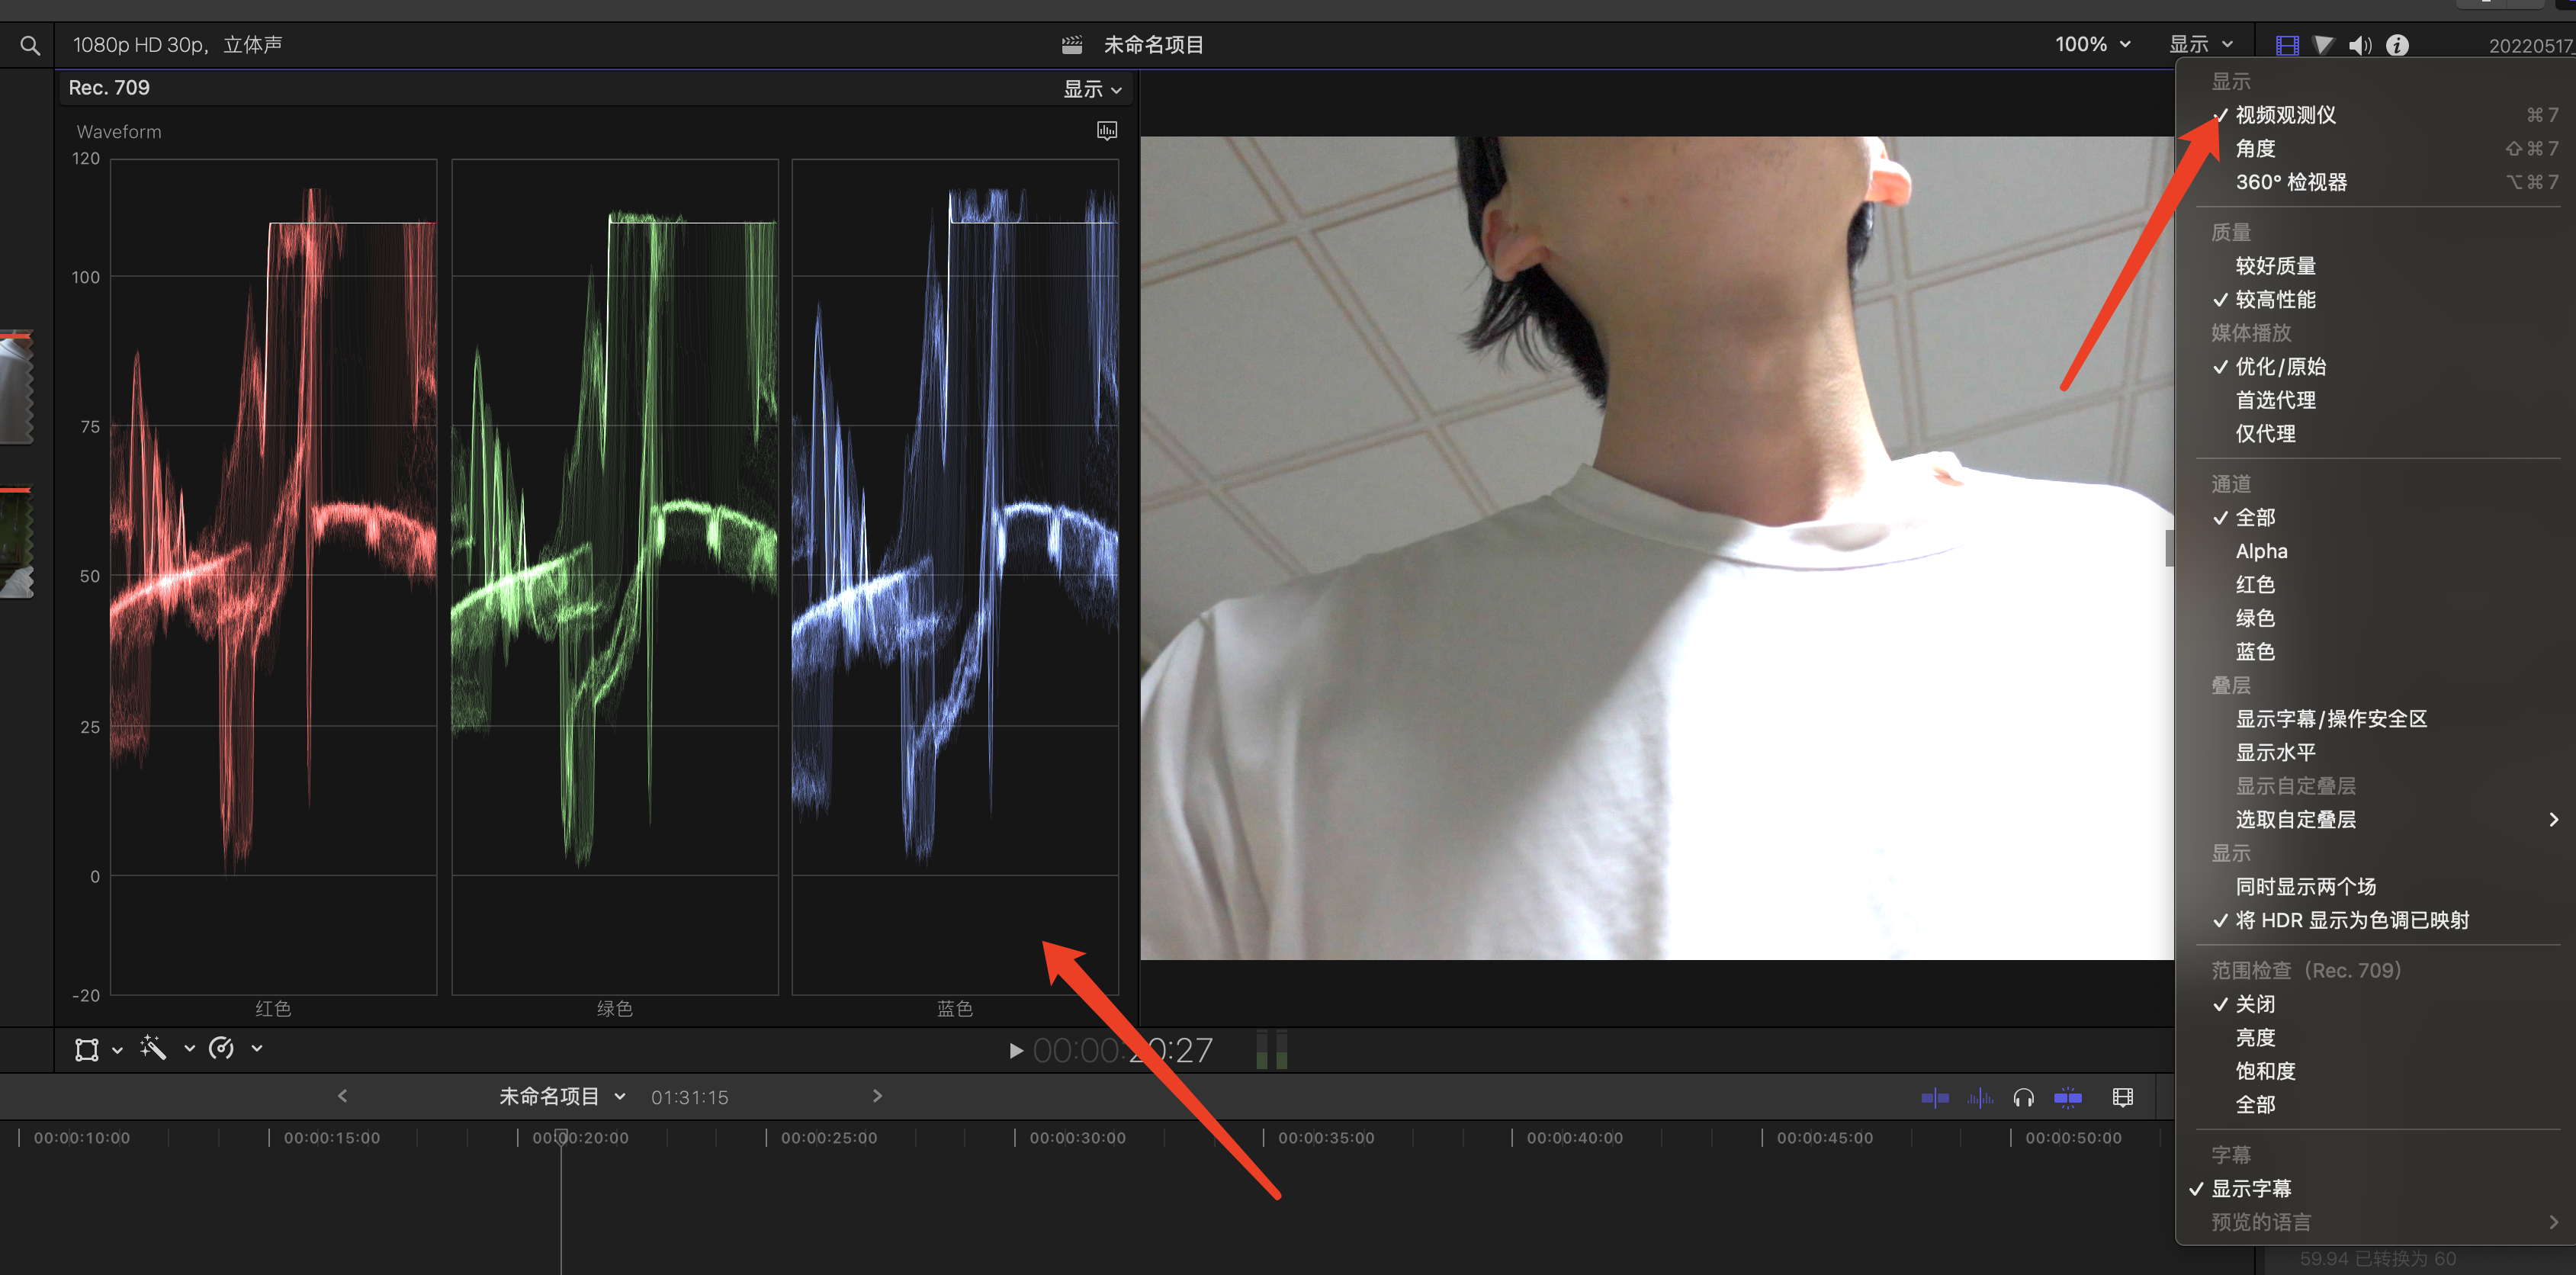 1080p HD 30p, 立体声
未命名项目
100%
显示
20220517_
Rec. 709
显示
Waveform
120
100
75
50
25
0
-20
红色
绿色
蓝色
显示
✓ 视频观测仪 ⌘7
角度 ⇧⌘7
360° 检视器 ⌥⌘7
质量
较好质量
✓ 较高性能
媒体播放
✓ 优化/原始
首选代理
仅代理
通道
✓ 全部
Alpha
红色
绿色
蓝色
叠层
显示字幕/操作安全区
显示水平
显示自定叠层
选取自定叠层
显示
同时显示两个场
✓ 将 HDR 显示为色调已映射
范围检查（Rec. 709）
✓ 关闭
亮度
饱和度
全部
字幕
✓ 显示字幕
预览的语言
59.94 已转换为 60
00:00:20:27
未命名项目
01:31:15
00:00:10:00
00:00:15:00
00:00:20:00
00:00:25:00
00:00:30:00
00:00:35:00
00:00:40:00
00:00:45:00
00:00:50:00